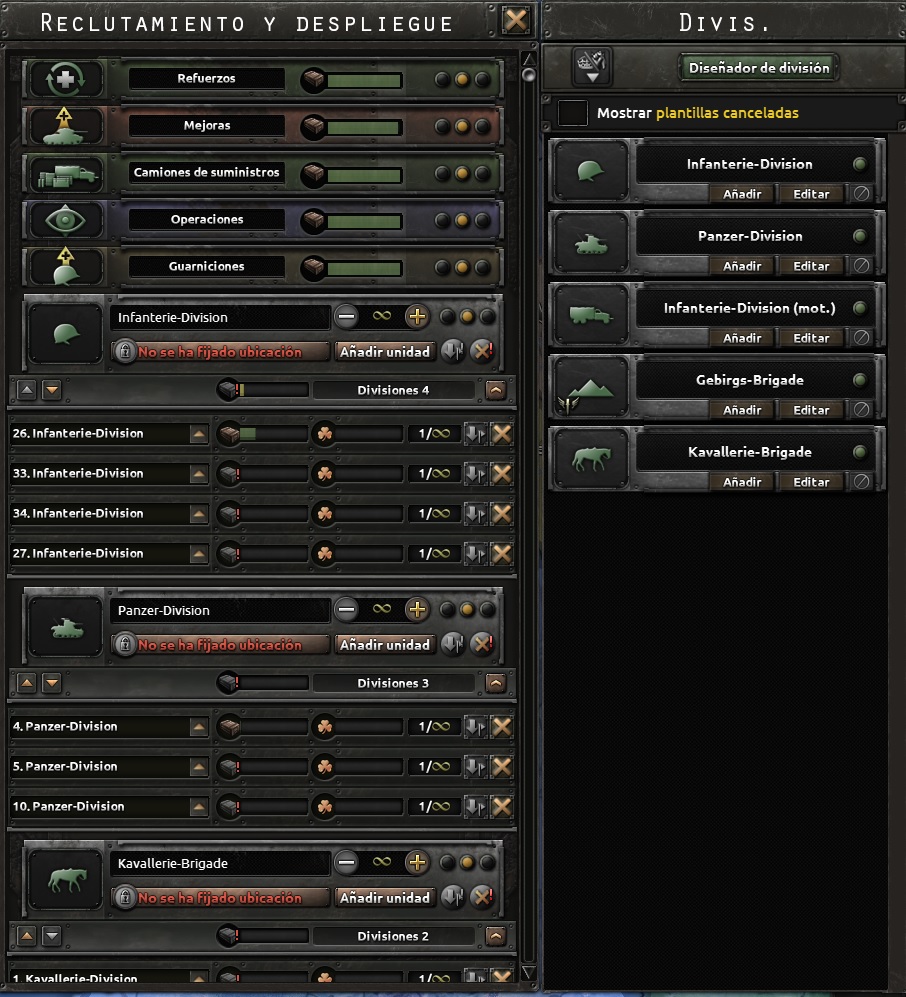 RECLUTAMIENTO Y DESPLIEGUE
Refuerzos
Mejoras
Camiones de suministros
Operaciones
Guarniciones
Infanterie-Division ∞
No se ha fijado ubicación Añadir unidad
Divisiones 4
26. Infanterie-Division 1/∞
33. Infanterie-Division 1/∞
34. Infanterie-Division 1/∞
27. Infanterie-Division 1/∞
Panzer-Division ∞
No se ha fijado ubicación Añadir unidad
Divisiones 3
4. Panzer-Division 1/∞
5. Panzer-Division 1/∞
10. Panzer-Division 1/∞
Kavallerie-Brigade ∞
No se ha fijado ubicación Añadir unidad
Divisiones 2
1. Kavallerie-Division 1/∞
DIVIS.
Diseñador de división
Mostrar plantillas canceladas
Infanterie-Division
Añadir Editar
Panzer-Division
Añadir Editar
Infanterie-Division (mot.)
Añadir Editar
Gebirgs-Brigade
Añadir Editar
Kavallerie-Brigade
Añadir Editar